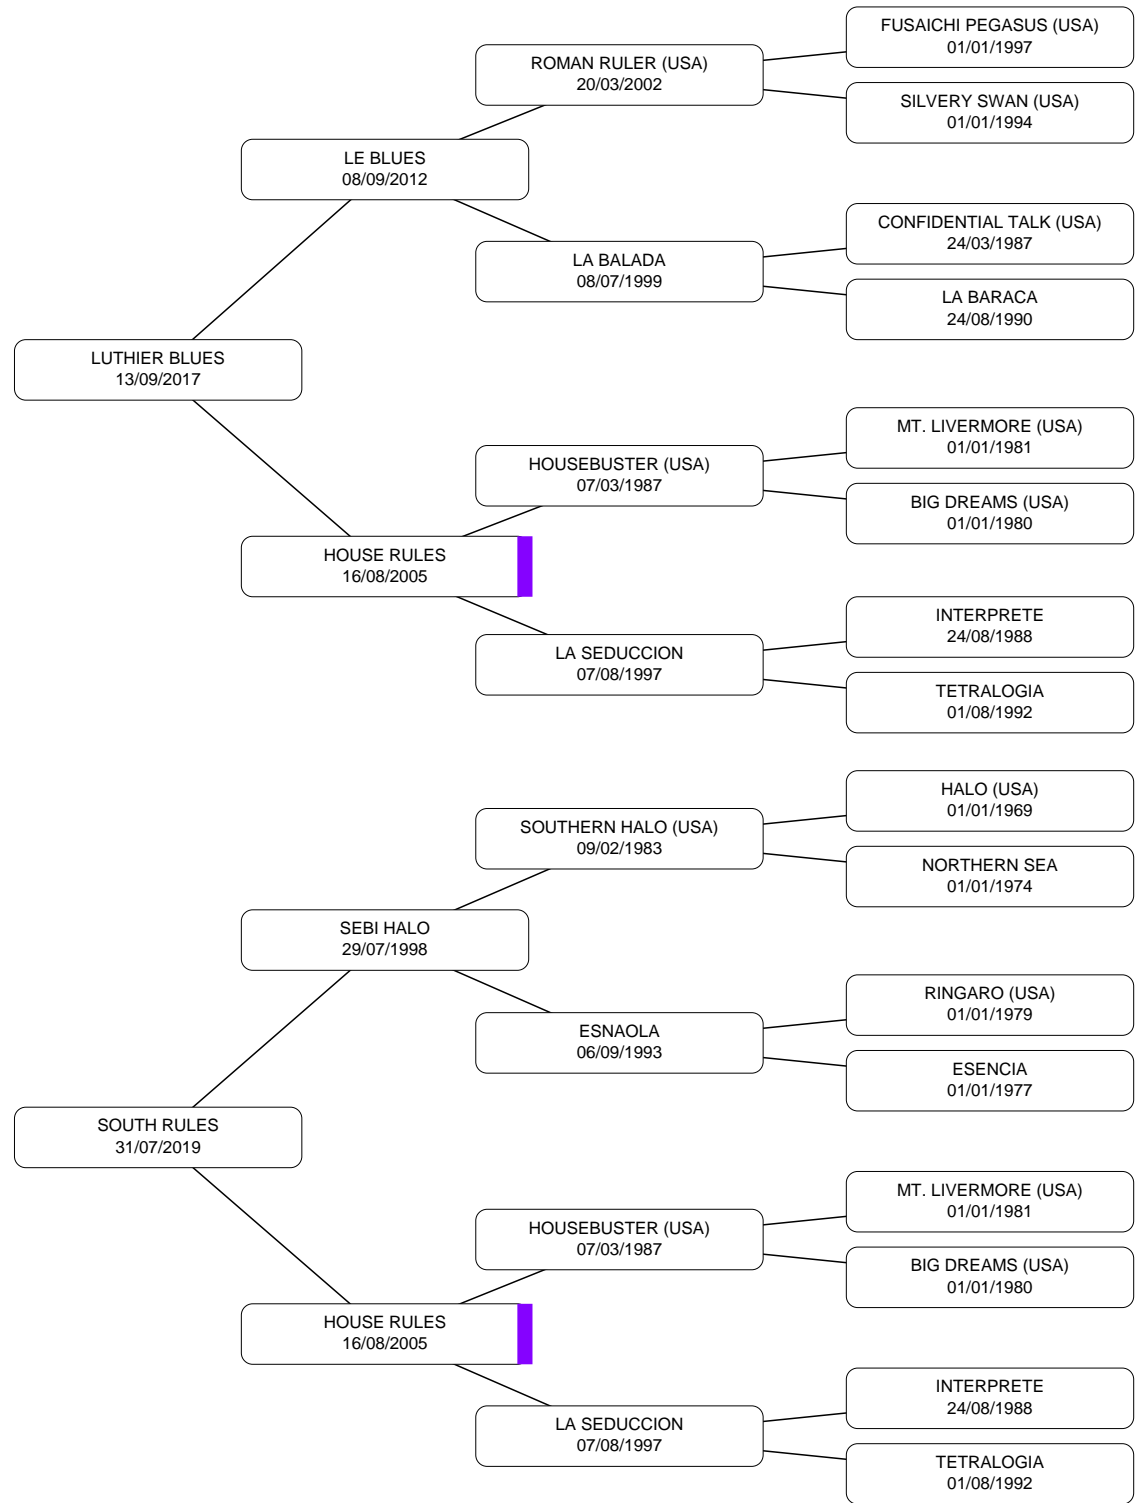 FUSAICHI PEGASUS (USA)
01/01/1997
ROMAN RULER (USA)
20/03/2002
SILVERY SWAN (USA)
01/01/1994
LE BLUES
08/09/2012
CONFIDENTIAL TALK (USA)
24/03/1987
LA BALADA
08/07/1999
LA BARACA
24/08/1990
LUTHIER BLUES
13/09/2017
MT. LIVERMORE (USA)
01/01/1981
HOUSEBUSTER (USA)
07/03/1987
BIG DREAMS (USA)
01/01/1980
HOUSE RULES
16/08/2005
INTERPRETE
24/08/1988
LA SEDUCCION
07/08/1997
TETRALOGIA
01/08/1992
HALO (USA)
01/01/1969
SOUTHERN HALO (USA)
09/02/1983
NORTHERN SEA
01/01/1974
SEBI HALO
29/07/1998
RINGARO (USA)
01/01/1979
ESNAOLA
06/09/1993
ESENCIA
01/01/1977
SOUTH RULES
31/07/2019
MT. LIVERMORE (USA)
01/01/1981
HOUSEBUSTER (USA)
07/03/1987
BIG DREAMS (USA)
01/01/1980
HOUSE RULES
16/08/2005
INTERPRETE
24/08/1988
LA SEDUCCION
07/08/1997
TETRALOGIA
01/08/1992